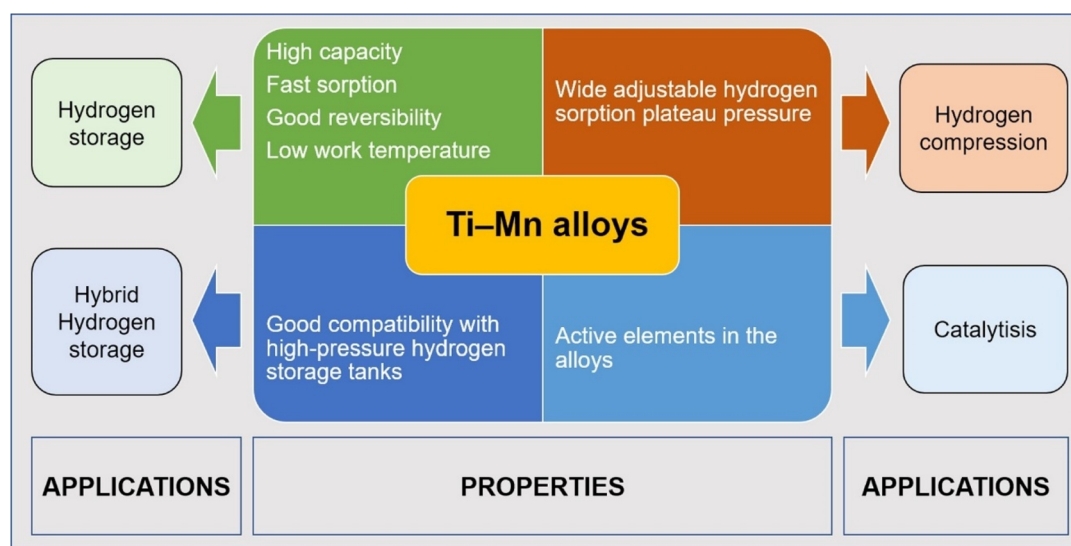 Hydrogen
storage
High capacity
Fast sorption
Good reversibility
Low work temperature
Wide adjustable hydrogen
sorption plateau pressure
Hydrogen
compression
Ti–Mn alloys
Hybrid
Hydrogen
storage
Good compatibility with
high-pressure hydrogen
storage tanks
Active elements in the
alloys
Catalytisis
APPLICATIONS
PROPERTIES
APPLICATIONS